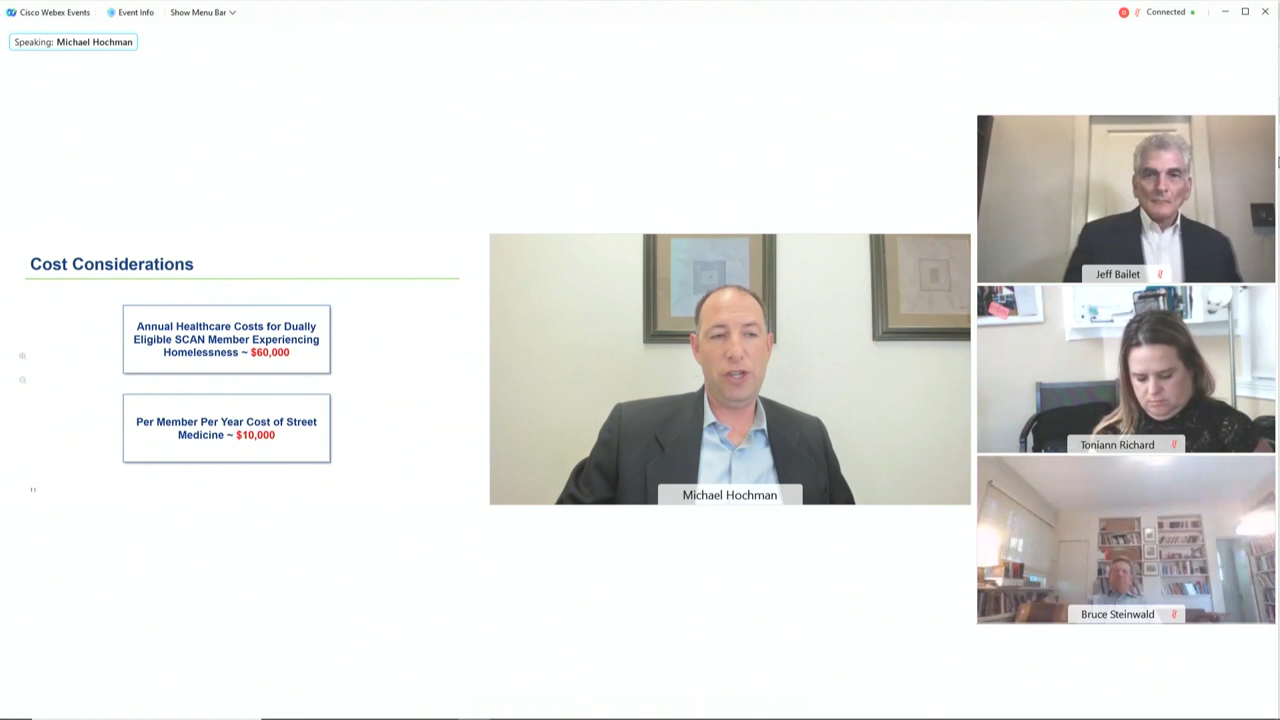 Cisco Webex Events
Event Info
Show Menu Bar
Connected
Speaking: Michael Hochman
Cost Considerations
Annual Healthcare Costs for Dually
Eligible SCAN Member Experiencing
Homelessness ~ $60,000
Per Member Per Year Cost of Street
Medicine ~ $10,000
11
Michael Hochman
Jeff Bailet
Toniann Richard
Bruce Steinwald